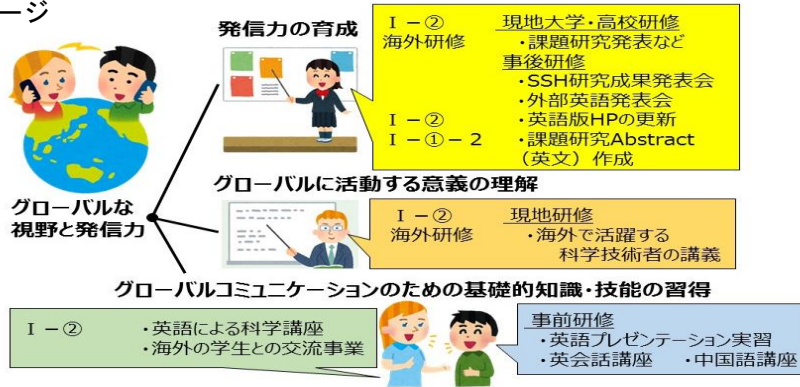 ージ
発信力の育成
Ⅰ－② 現地大学・高校研修
海外研修 ・課題研究発表など
事後研修
・SSH研究成果発表会
・外部英語発表会
Ⅰ－② ・英語版HPの更新
Ⅰ－①－２ ・課題研究Abstract
（英文）作成
グローバルに活動する意義の理解
グローバルな
視野と発信力
Ⅰ－② 現地研修
海外研修 ・海外で活躍する
科学技術者の講義
グローバルコミュニケーションのための基礎的知識・技能の習得
Ⅰ－② ・英語による科学講座
・海外の学生との交流事業
事前研修
・英語プレゼンテーション実習
・英会話講座 ・中国語講座